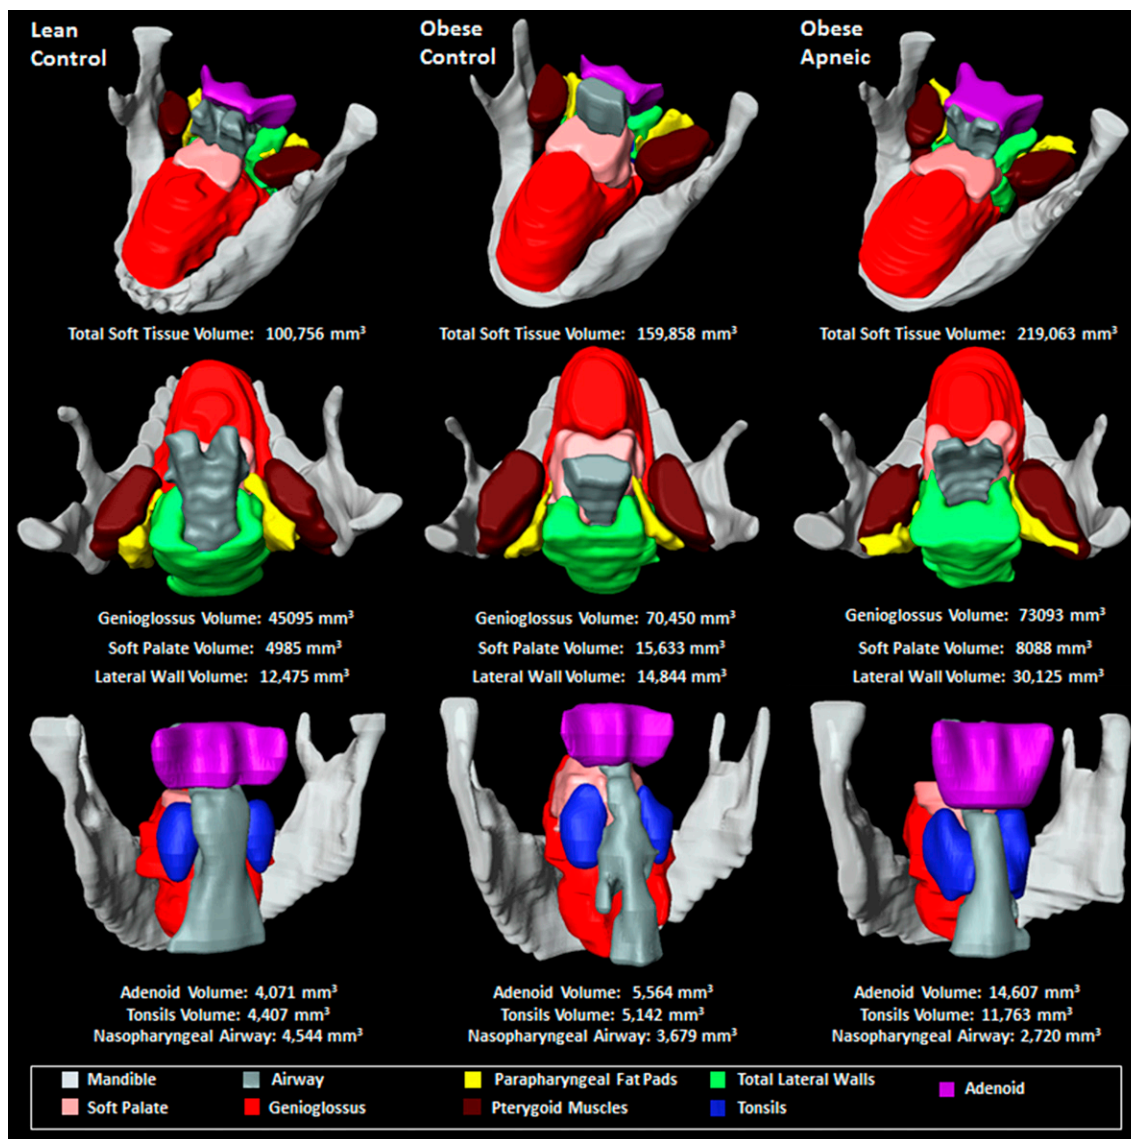 Lean Control
Obese Control
Obese Apneic
Total Soft Tissue Volume: 100,756 mm³
Total Soft Tissue Volume: 159,858 mm³
Total Soft Tissue Volume: 219,063 mm³
Genioglossus Volume: 45095 mm³
Soft Palate Volume: 4985 mm³
Lateral Wall Volume: 12,475 mm³
Genioglossus Volume: 70,450 mm³
Soft Palate Volume: 15,633 mm³
Lateral Wall Volume: 14,844 mm³
Genioglossus Volume: 73093 mm³
Soft Palate Volume: 8088 mm³
Lateral Wall Volume: 30,125 mm³
Adenoid Volume: 4,071 mm³
Tonsils Volume: 4,407 mm³
Nasopharyngeal Airway: 4,544 mm³
Adenoid Volume: 5,564 mm³
Tonsils Volume: 5,142 mm³
Nasopharyngeal Airway: 3,679 mm³
Adenoid Volume: 14,607 mm³
Tonsils Volume: 11,763 mm³
Nasopharyngeal Airway: 2,720 mm³
Mandible
Airway
Parapharyngeal Fat Pads
Total Lateral Walls
Adenoid
Soft Palate
Genioglossus
Pterygoid Muscles
Tonsils